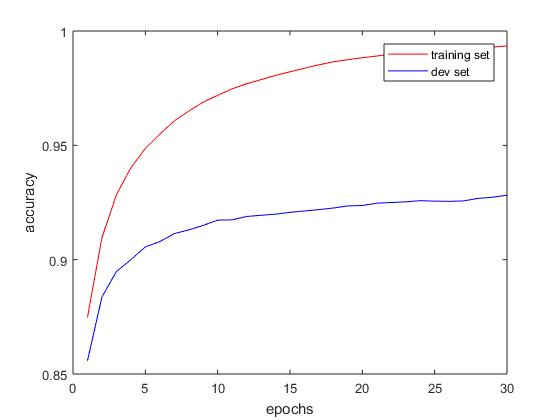 1
training set
dev set
0.95
accuracy
0.9
0.85
0 5 10 15 20 25 30
epochs